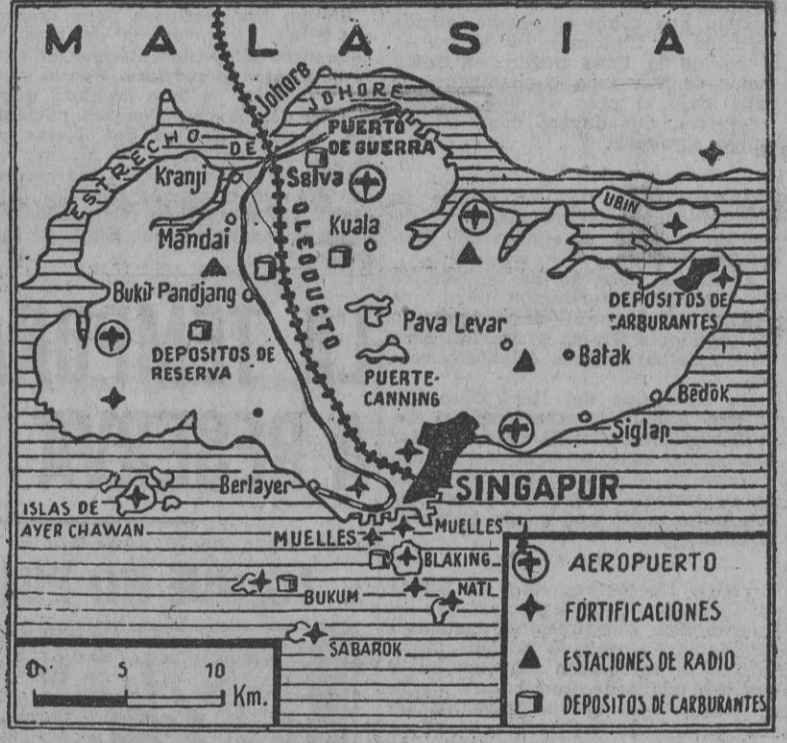 MALASIA
Johore
JOHORE
ESTRECHO DE
PUERTO
DE GUERRA
Kranji
Selva
UBIN
Mandai
Kuala
OLEODUCTO
Bukit Pandjang
DEPOSITOS DE
CARBURANTES
Pava Levar
DEPOSITOS DE
RESERVA
Batak
PUERTE-
CANNING
Bedok
Siglap
Berlayer
SINGAPUR
ISLAS DE
AYER CHAWAN
MUELLES
MUELLES
BLAKING
BUKUM
NATI
SABAROK
AEROPUERTO
FORTIFICACIONES
ESTACIONES DE RADIO
DEPOSITOS DE CARBURANTES
0 5 10
Km.